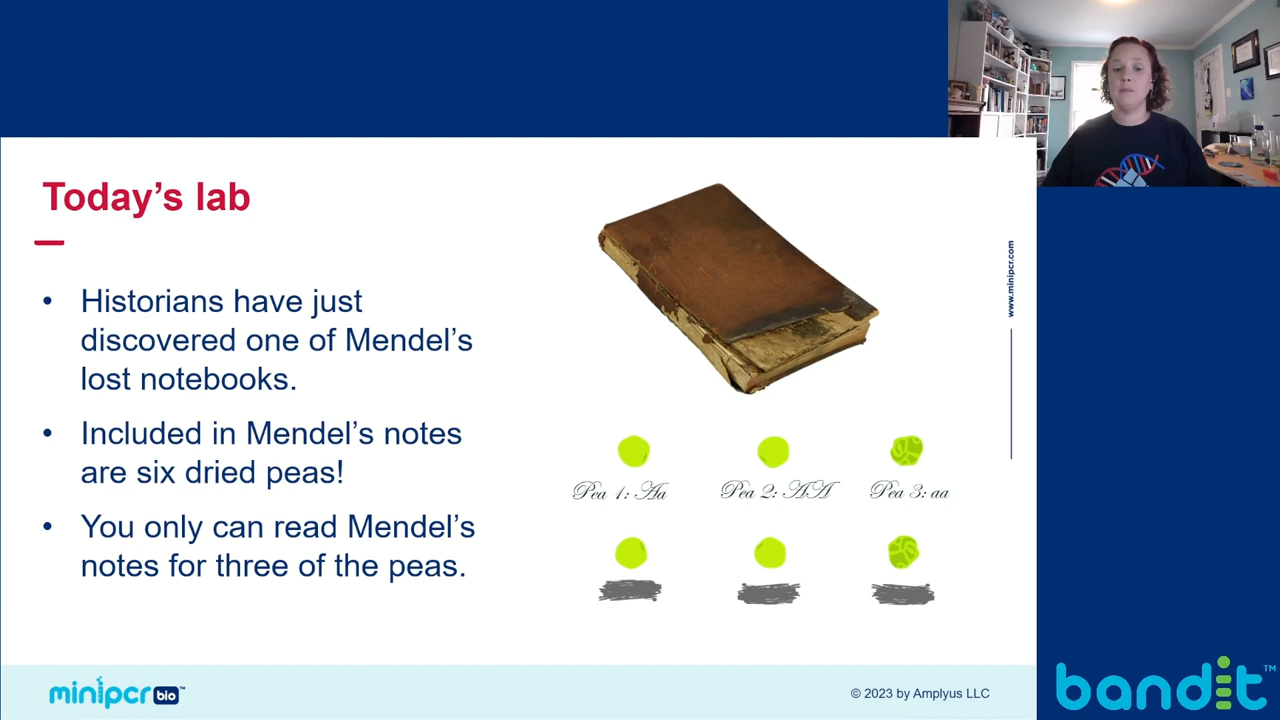 Today’s lab
• Historians have just
discovered one of Mendel’s
lost notebooks.
• Included in Mendel’s notes
are six dried peas!
• You only can read Mendel’s
notes for three of the peas.
Pea 1: Aa Pea 2: AA Pea 3: aa
www.minipcr.com
minipcr bio™
© 2023 by Amplyus LLC
bandit™